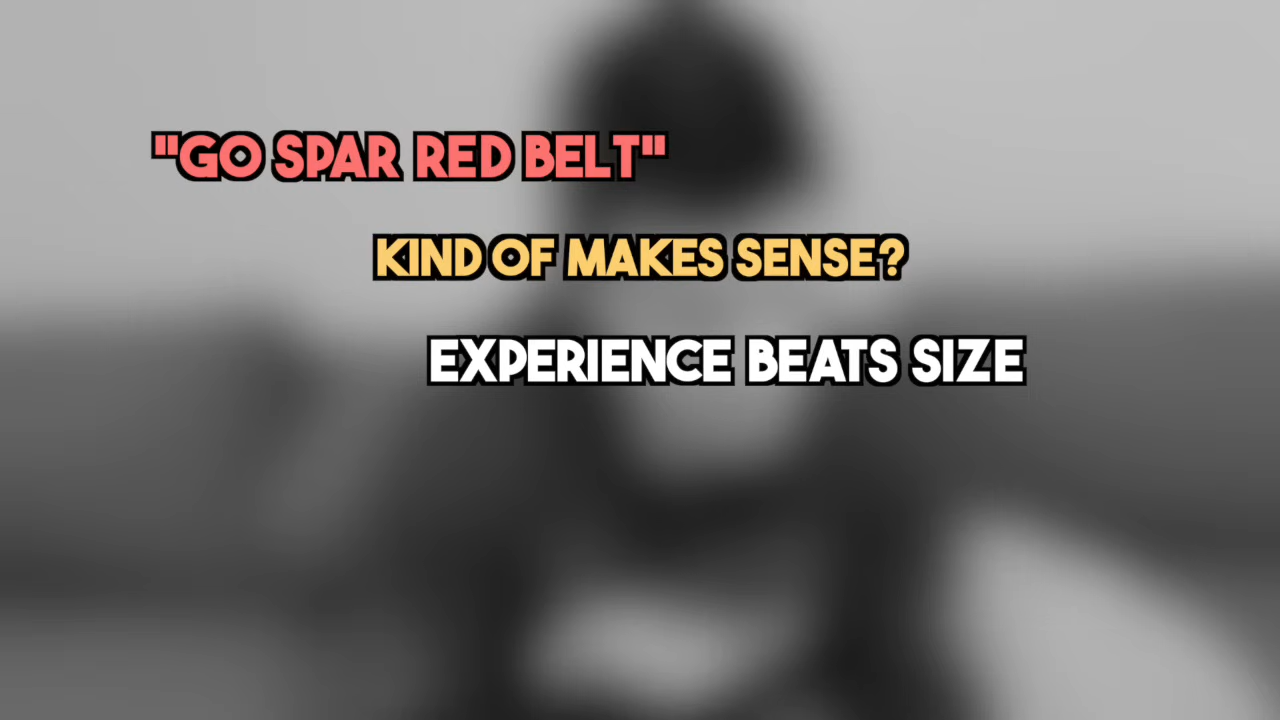 "GO SPAR RED BELT"
KIND OF MAKES SENSE?
EXPERIENCE BEATS SIZE